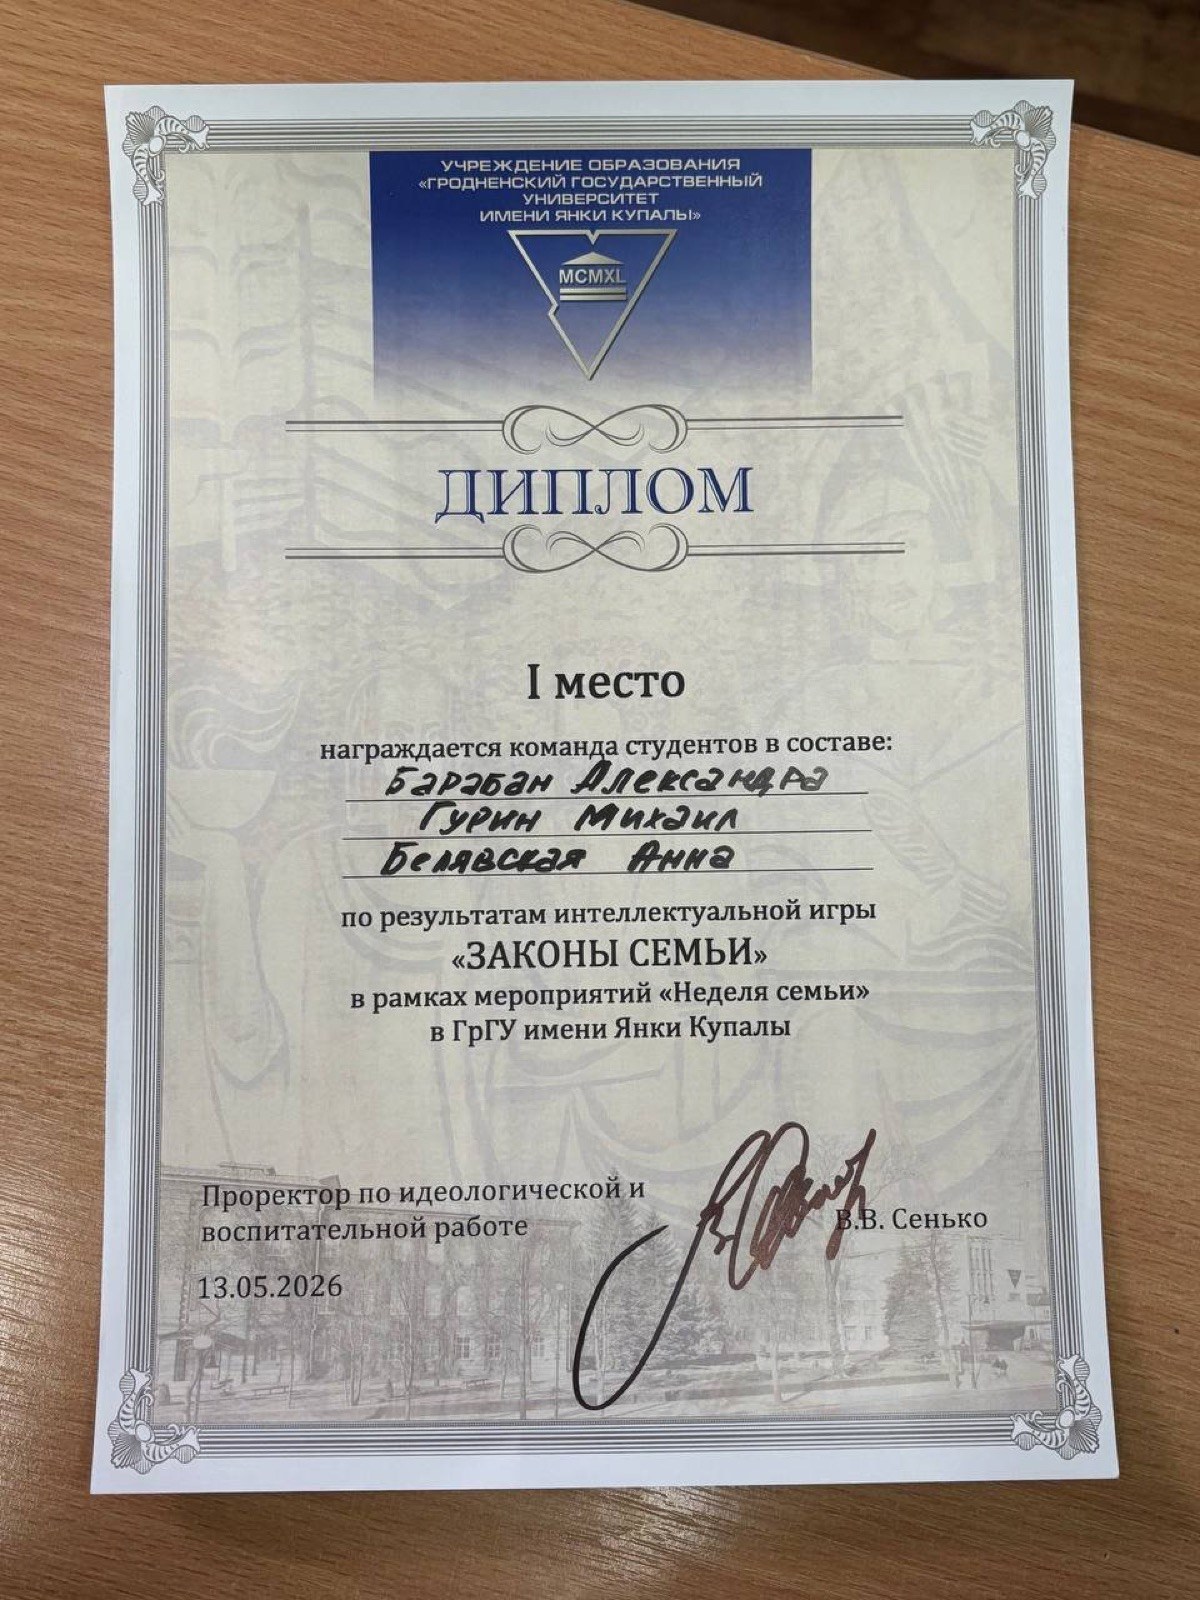 УЧРЕЖДЕНИЕ ОБРАЗОВАНИЯ
«ГРОДНЕНСКИЙ ГОСУДАРСТВЕННЫЙ
УНИВЕРСИТЕТ
ИМЕНИ ЯНКИ КУПАЛЫ»
MCMXL
ДИПЛОМ
I место
награждается команда студентов в составе:
Барабан Александра
Гурин Михаил
Белявская Анна
по результатам интеллектуальной игры
«ЗАКОНЫ СЕМЬИ»
в рамках мероприятий «Неделя семьи»
в ГрГУ имени Янки Купалы
Проректор по идеологической и
воспитательной работе
В.В. Сенько
13.05.2026